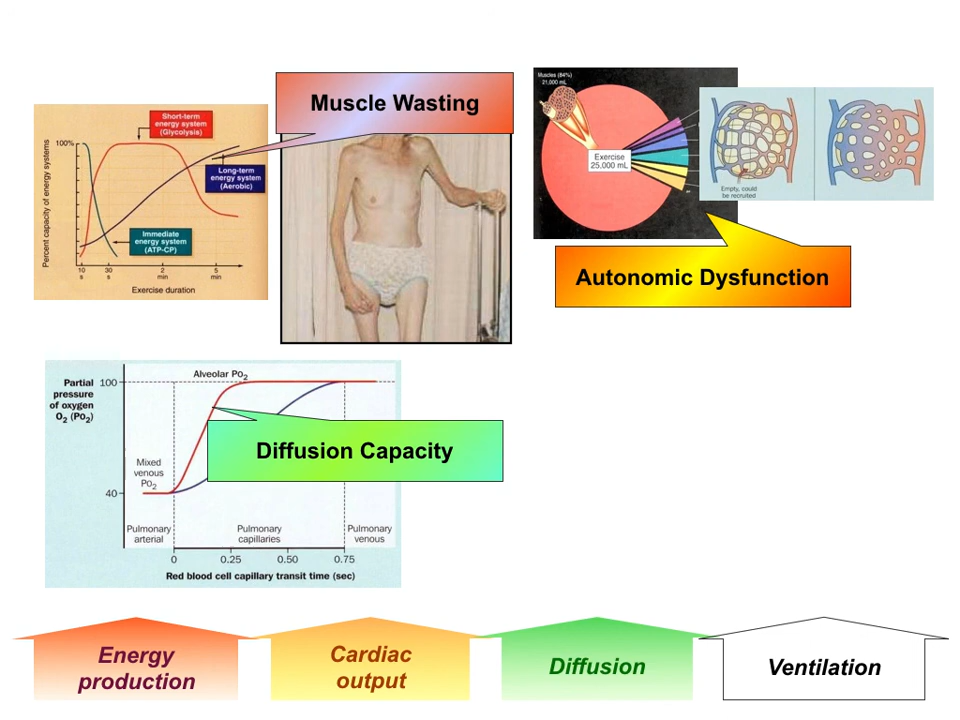 Muscle Wasting
Short-term
energy system
(Glycolysis)
100%
Long-term
energy system
(Aerobic)
Immediate
energy system
(ATP-CP)
Percent capacity of energy systems
10
s
30
s
2
min
5
min
Exercise duration
Muscles (84%)
21,000 mL
Exercise
25,000 mL
Empty, could
be recruited
Autonomic Dysfunction
Partial
pressure
of oxygen
O2 (Po2)
100
Alveolar Po2
Diffusion Capacity
Mixed
venous
Po2
40
Pulmonary
arterial
Pulmonary
capillaries
Pulmonary
venous
0 0.25 0.50 0.75
Red blood cell capillary transit time (sec)
Energy
production
Cardiac
output
Diffusion
Ventilation